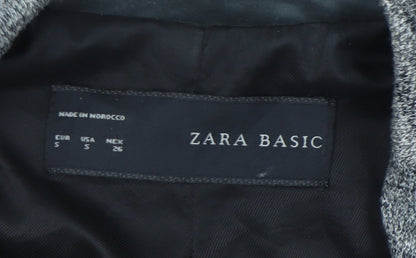 MADE IN MOROCCO
EUR USA MEX
S S 26
ZARA BASIC